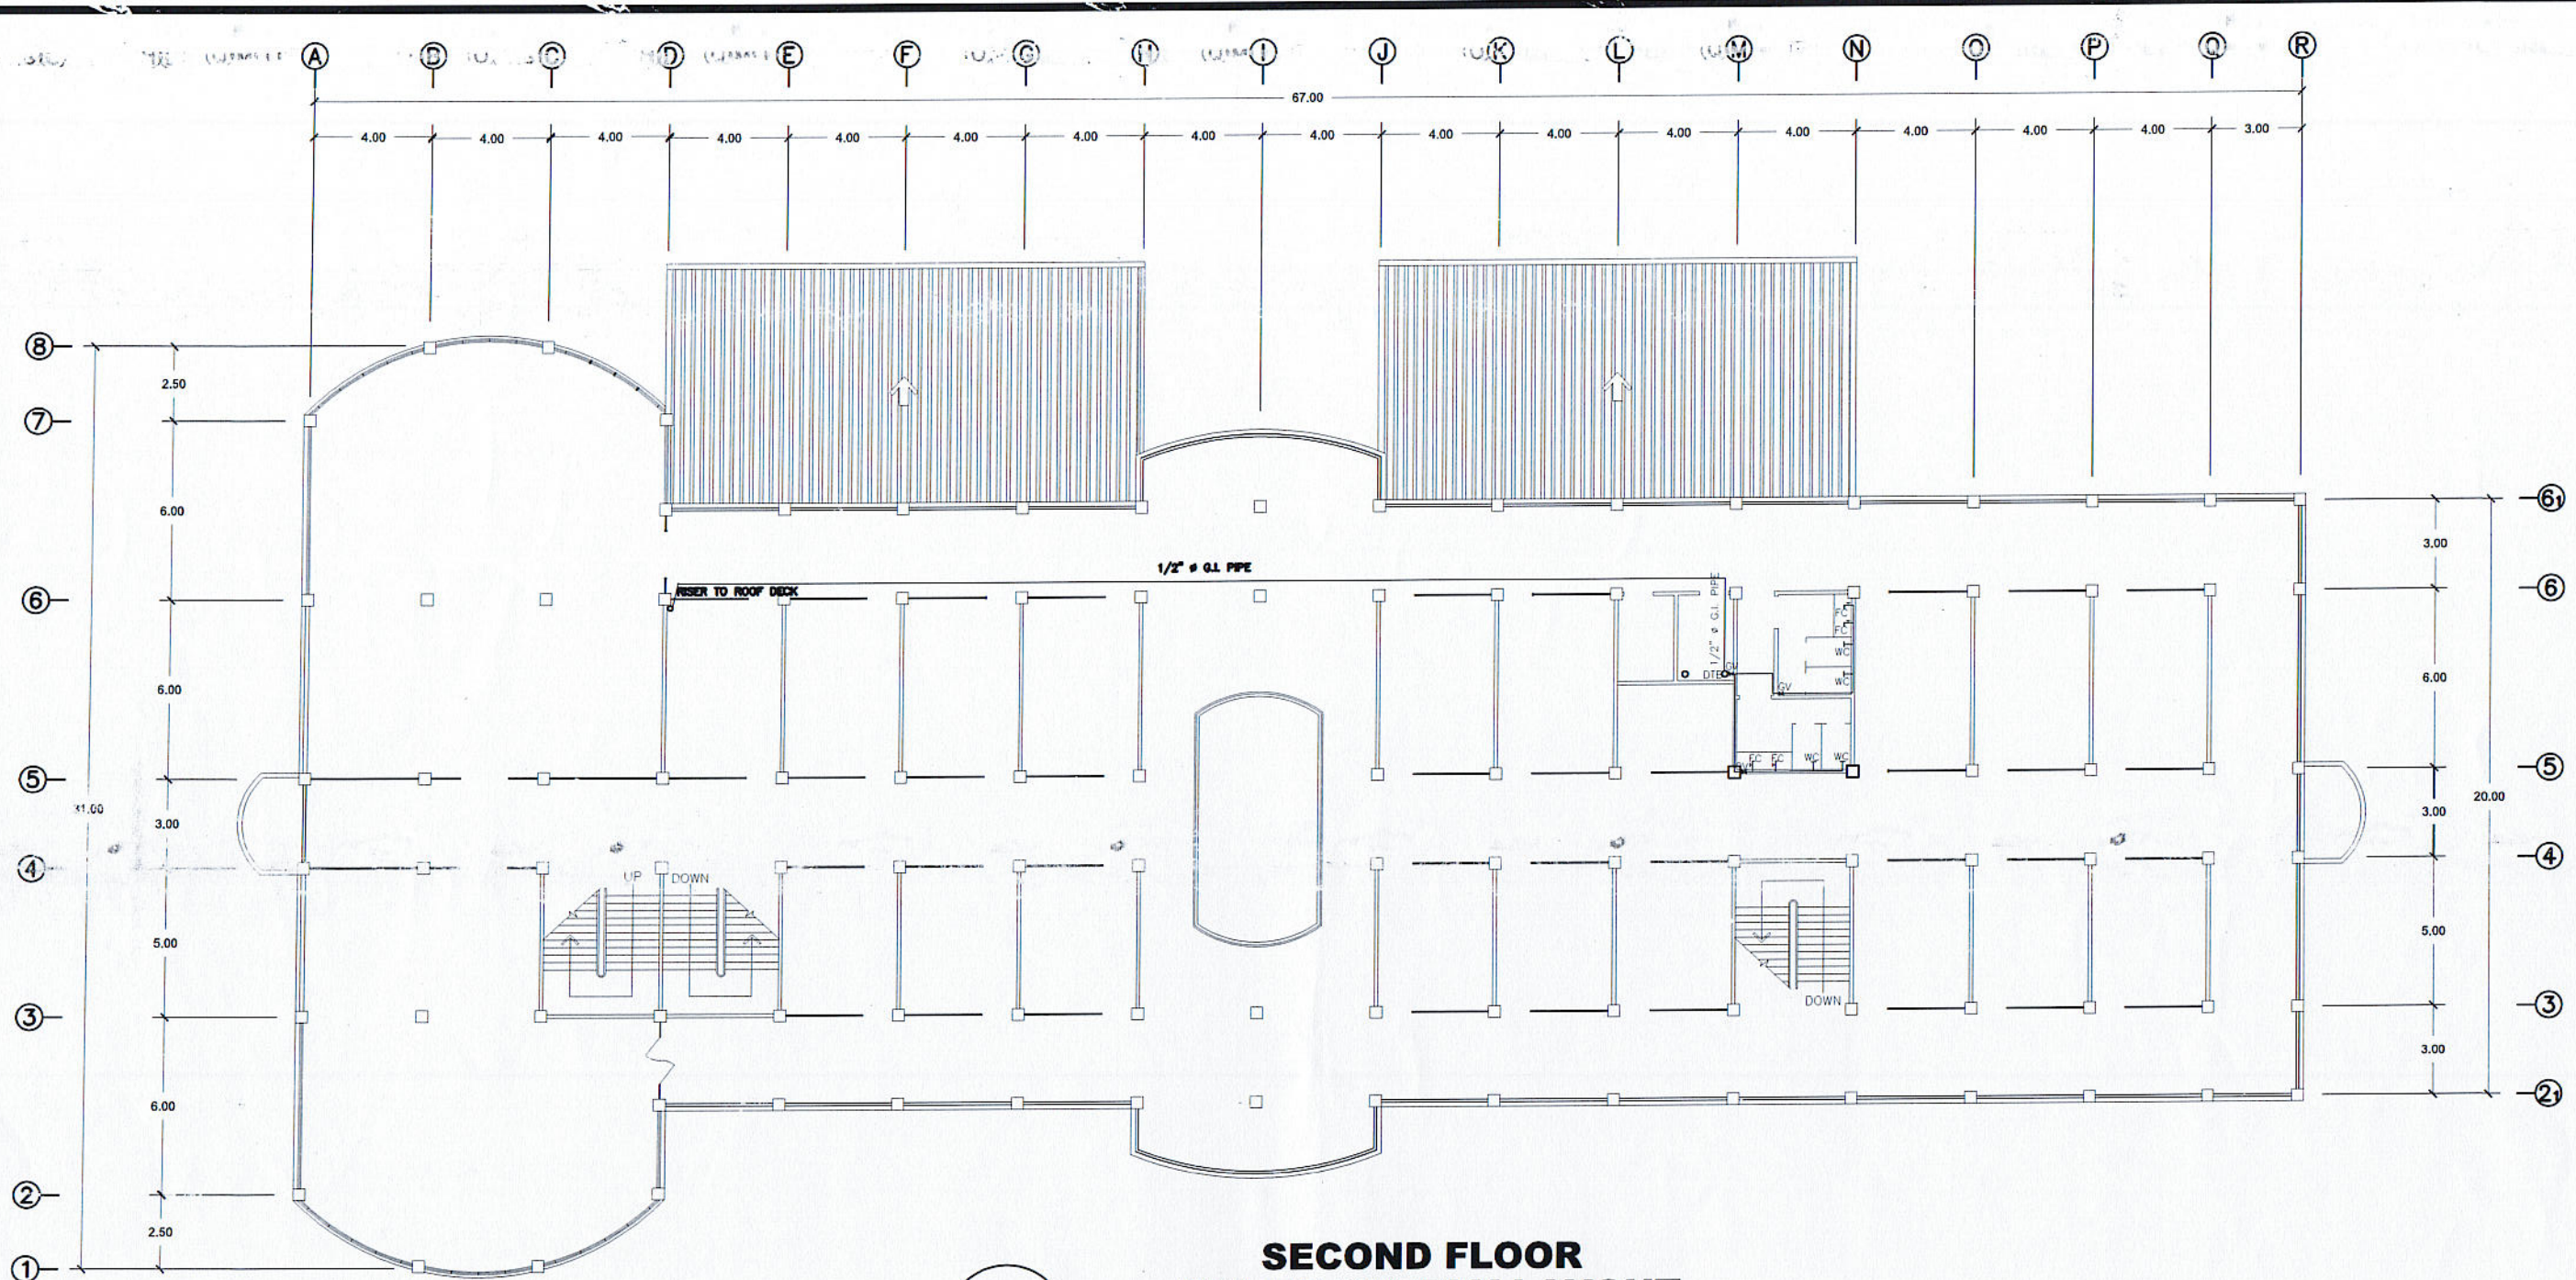 A B C D E F G H I J K L M N O P Q R
67.00
4.00 4.00 4.00 4.00 4.00 4.00 4.00 4.00 4.00 4.00 4.00 4.00 4.00 4.00 4.00 4.00 3.00
8
2.50
7
6.00
6
6.00
5
31.00
3.00
4
5.00
3
6.00
2
2.50
1
1/2" ø G.I. PIPE
RISER TO ROOF DECK
1/2" ø G.I. PIPE
FC
FC
WC
WC
GV
DTE
GV
FC FC WC WC
GV
UP DOWN
DOWN
6₁
3.00
6
6.00
5
3.00
20.00
4
5.00
3
3.00
2₁
SECOND FLOOR